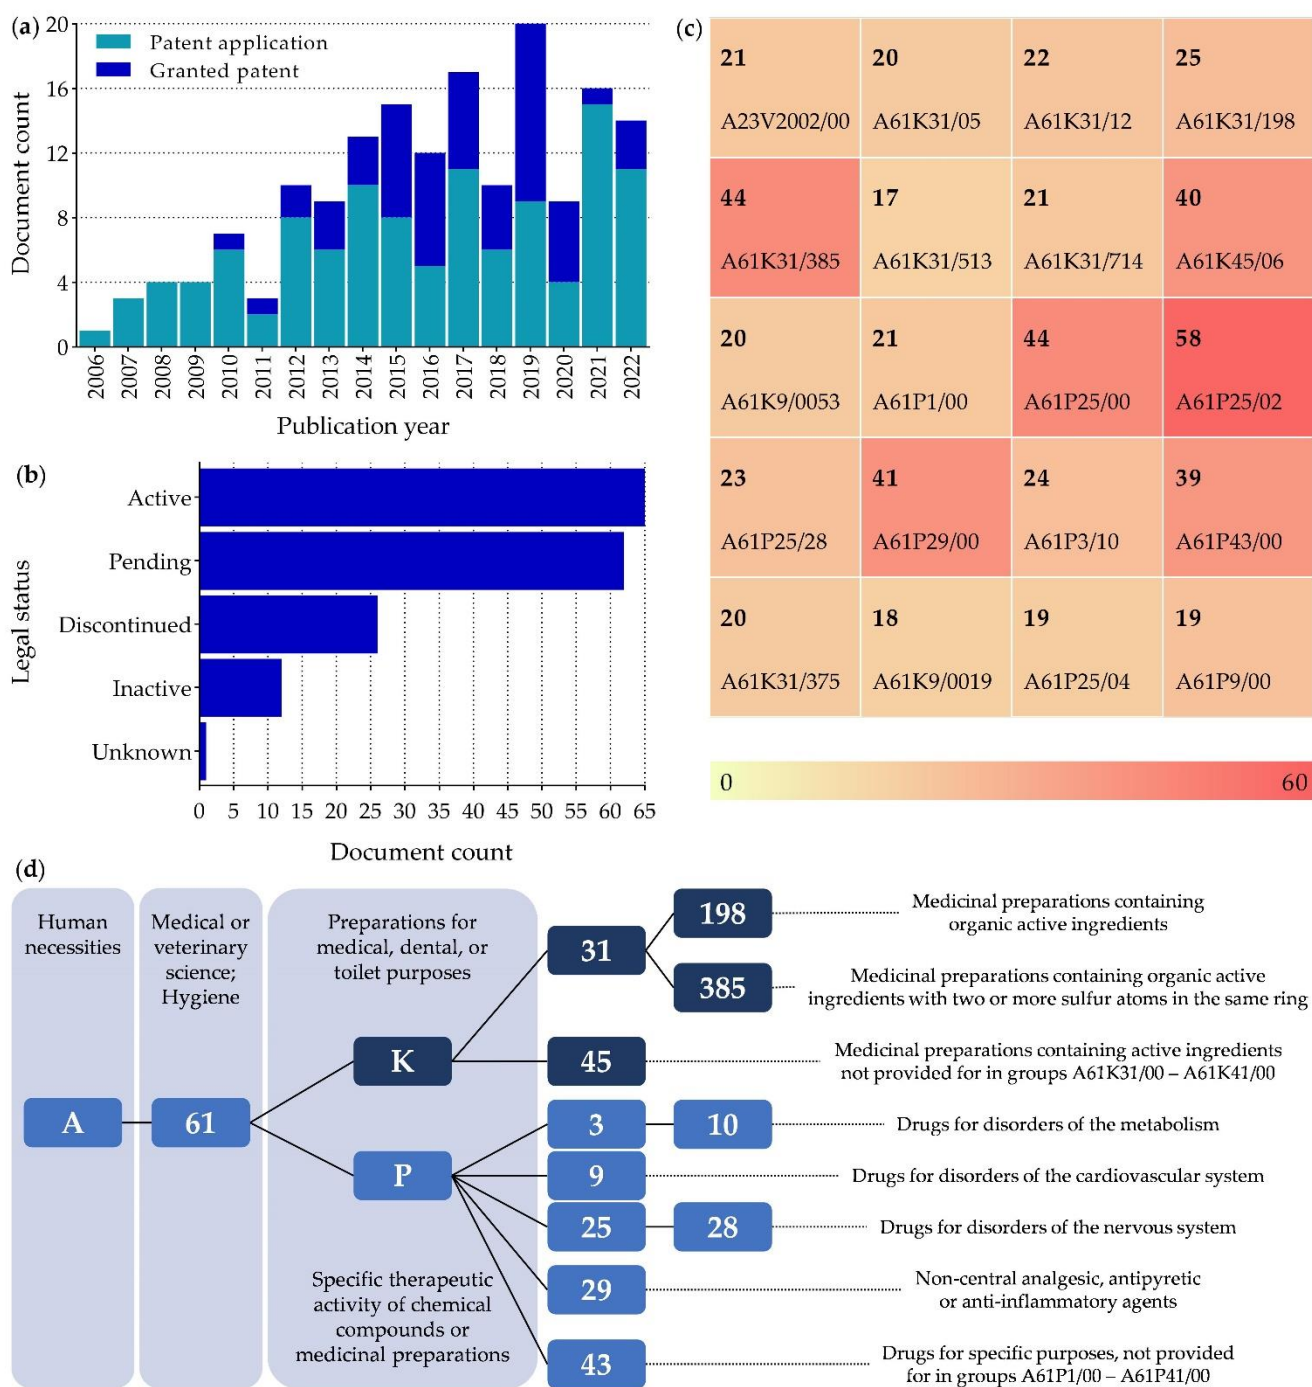 (a)
20
16
12
8
4
0
Document count
Patent application
Granted patent
2006
2007
2008
2009
2010
2011
2012
2013
2014
2015
2016
2017
2018
2019
2020
2021
2022
Publication year
(b)
Legal status
Active
Pending
Discontinued
Inactive
Unknown
0 5 10 15 20 25 30 35 40 45 50 55 60 65
Document count
(c)
21 20 22 25
A23V2002/00 A61K31/05 A61K31/12 A61K31/198
44 17 21 40
A61K31/385 A61K31/513 A61K31/714 A61K45/06
20 21 44 58
A61K9/0053 A61P1/00 A61P25/00 A61P25/02
23 41 24 39
A61P25/28 A61P29/00 A61P3/10 A61P43/00
20 18 19 19
A61K31/375 A61K9/0019 A61P25/04 A61P9/00
0 60
(d)
Human
necessities
Medical or
veterinary
science;
Hygiene
Preparations for
medical, dental, or
toilet purposes
A
61
K
P
Specific therapeutic
activity of chemical
compounds or
medicinal preparations
31
198
Medicinal preparations containing
organic active ingredients
385
Medicinal preparations containing organic active
ingredients with two or more sulfur atoms in the same ring
45
Medicinal preparations containing active ingredients
not provided for in groups A61K31/00 – A61K41/00
3
10
Drugs for disorders of the metabolism
9
Drugs for disorders of the cardiovascular system
25
28
Drugs for disorders of the nervous system
29
Non-central analgesic, antipyretic
or anti-inflammatory agents
43
Drugs for specific purposes, not provided
for in groups A61P1/00 – A61P41/00